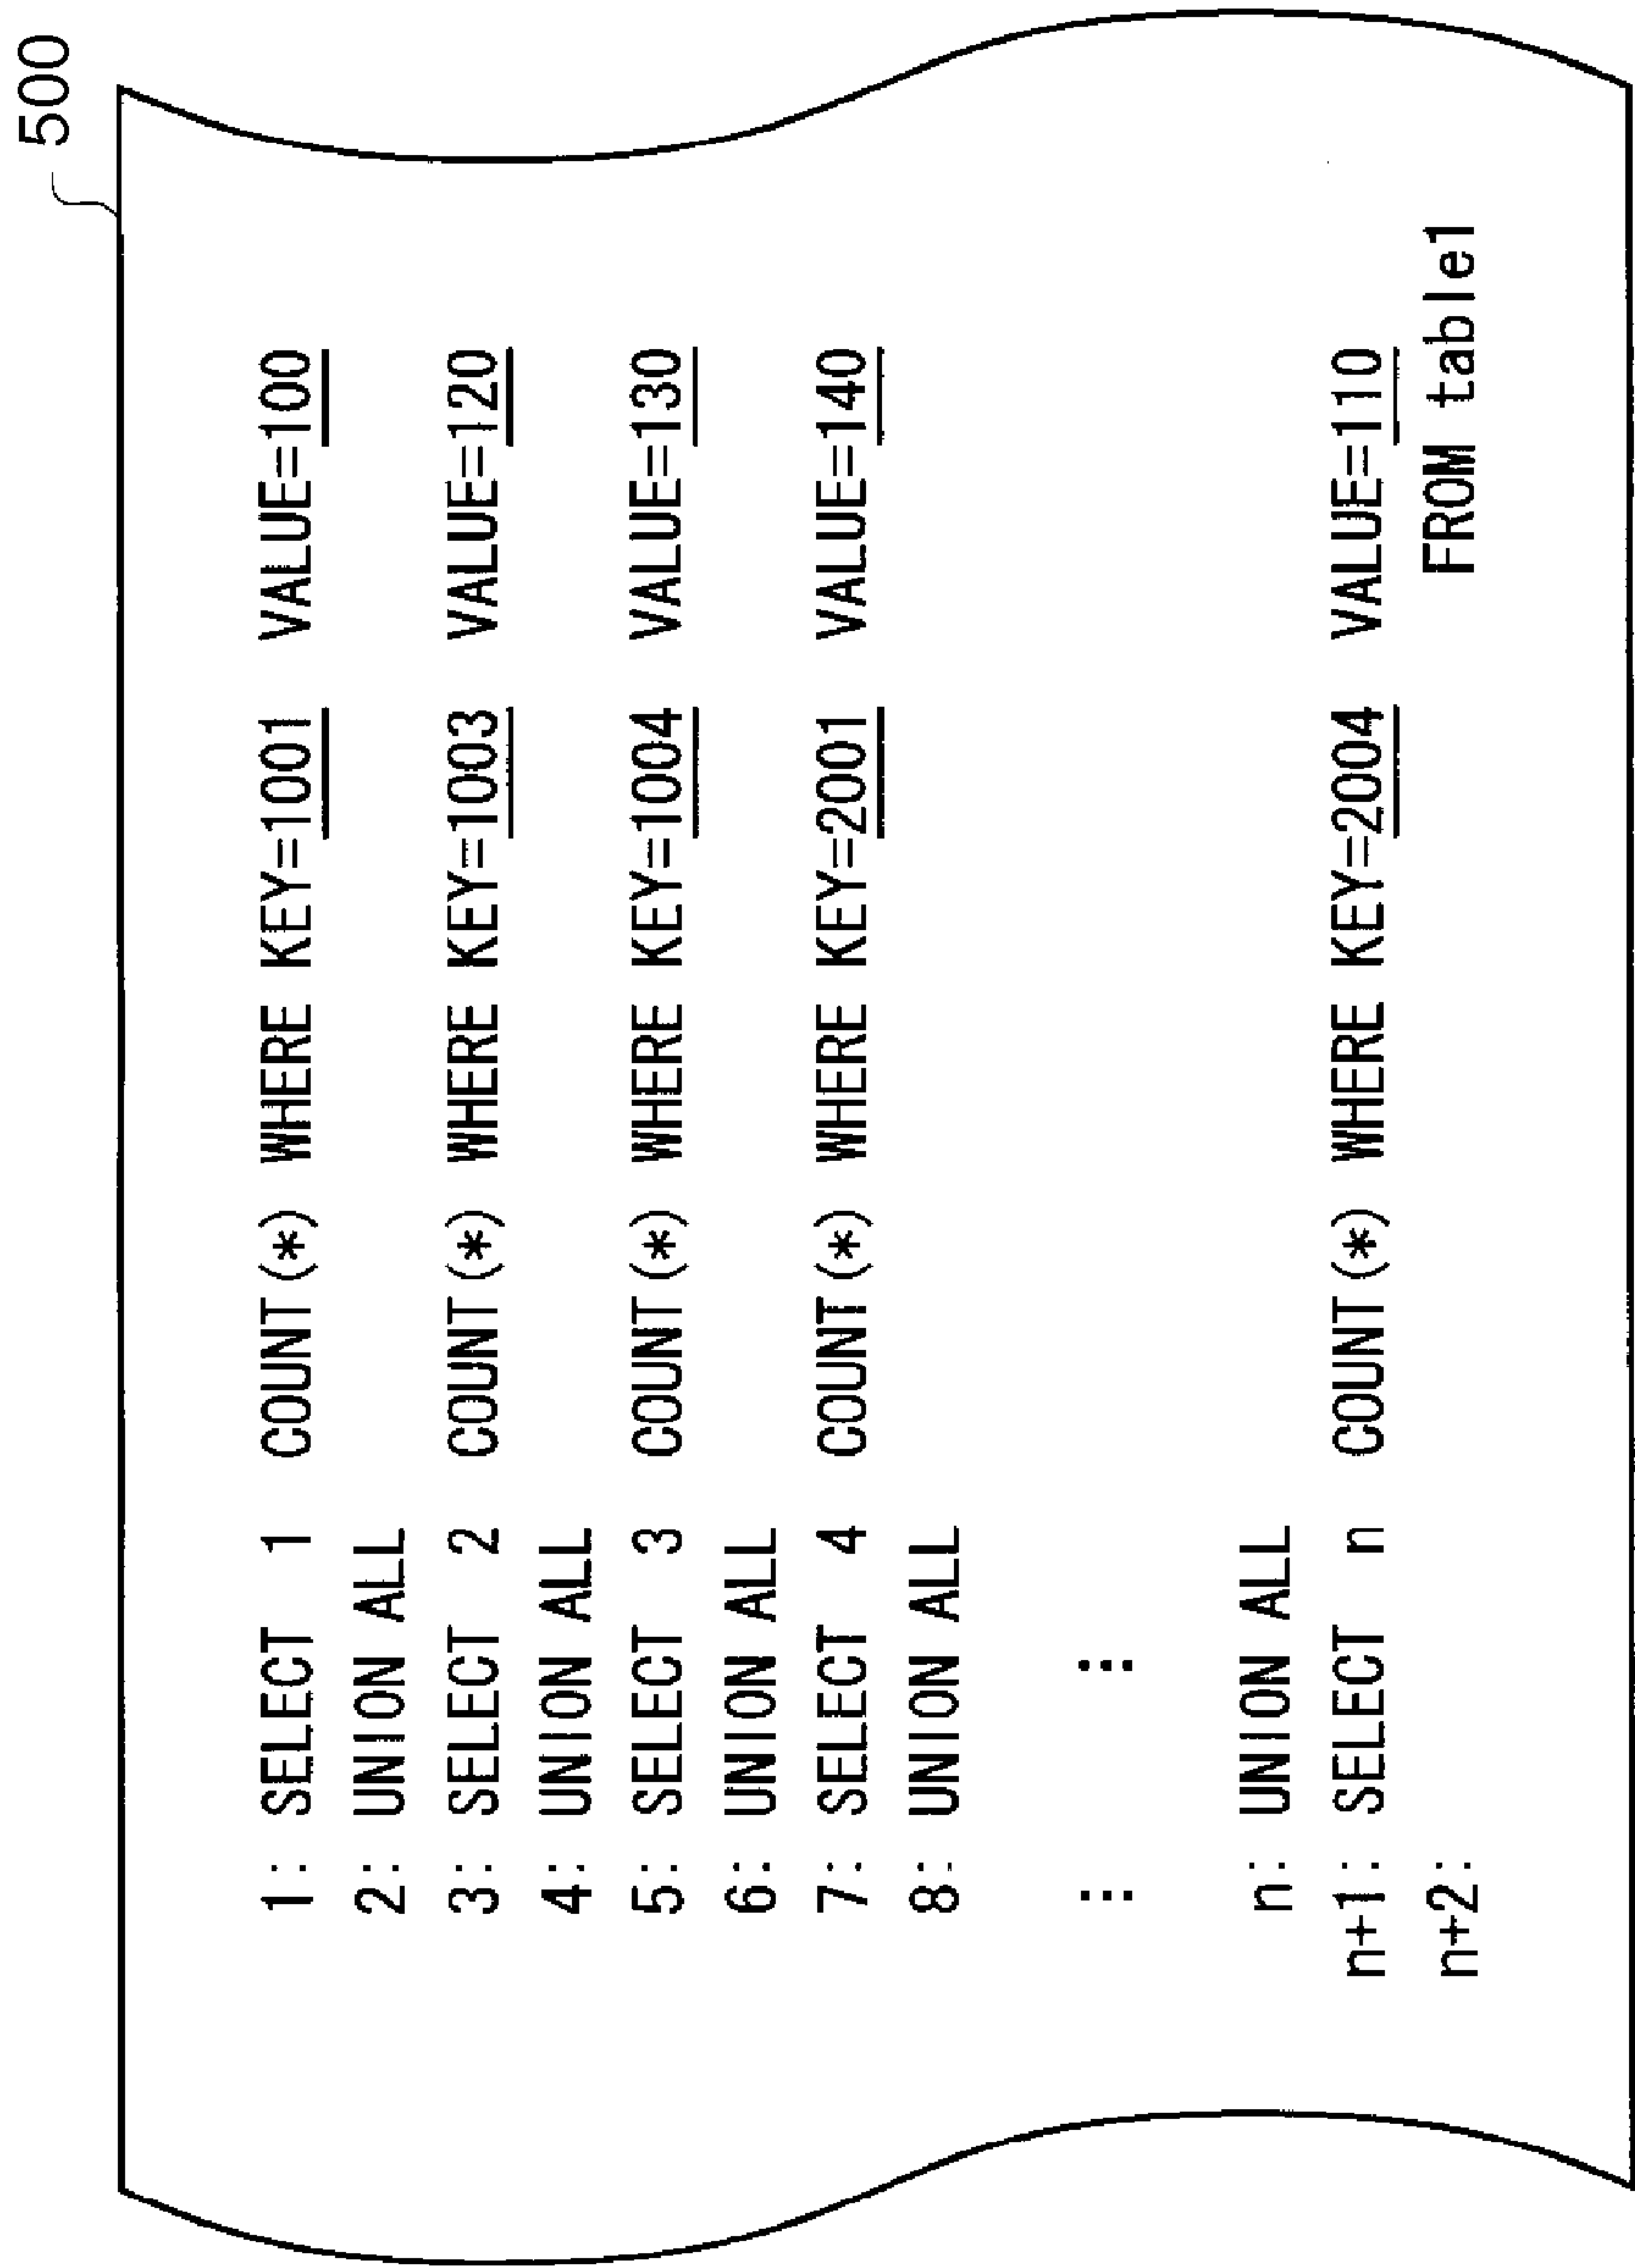 500
1: SELECT 1 COUNT(*) WHERE KEY=1001 VALUE=100
2: UNION ALL
3: SELECT 2 COUNT(*) WHERE KEY=1003 VALUE=120
4: UNION ALL
5: SELECT 3 COUNT(*) WHERE KEY=1004 VALUE=130
6: UNION ALL
7: SELECT 4 COUNT(*) WHERE KEY=2001 VALUE=140
8: UNION ALL
⋮ ⋮
n: UNION ALL
n+1: SELECT n COUNT(*) WHERE KEY=2004 VALUE=110
n+2: FROM table1